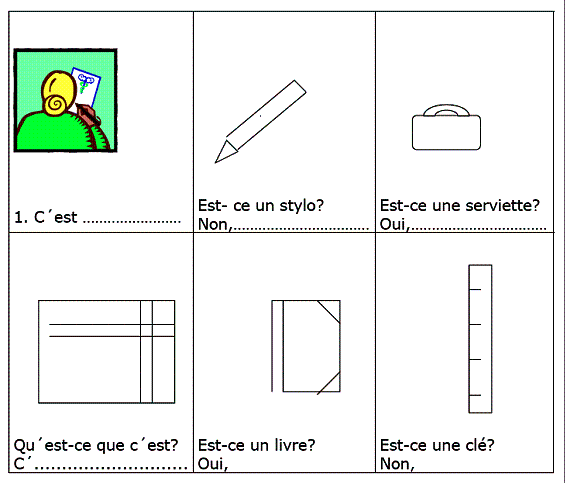 1. C´est ........................
Est- ce un stylo?
Non,..................................
Est-ce une serviette?
Oui,..................................
Qu´est-ce que c´est?
C´............................
Est-ce un livre?
Oui,
Est-ce une clé?
Non,